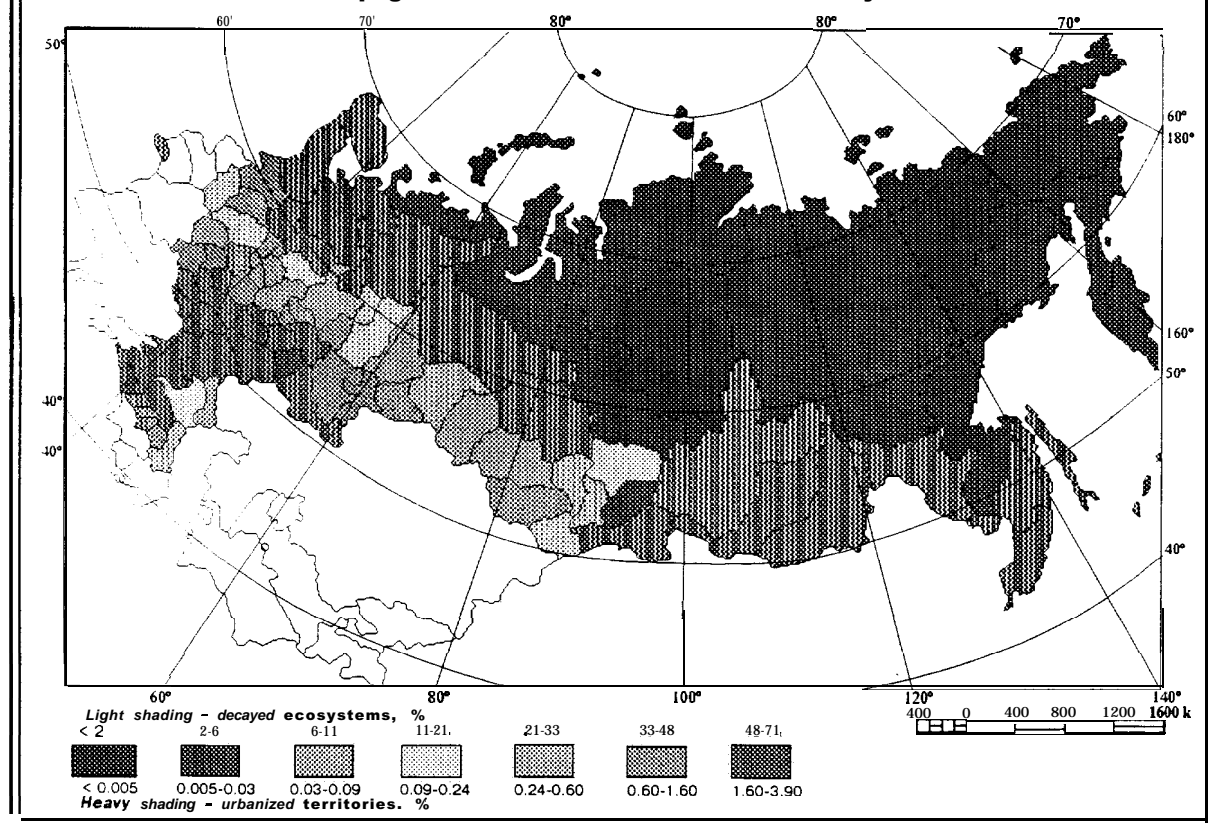 60' 70' 80° 80° 70°
50°
60°
180°
160°
50°
40°
40°
40°
60° 80° 100° 120° 140°
Light shading - decayed ecosystems, %
< 2 2-6 6-11 11-21 21-33 33-48 48-71
< 0.005 0.005-0.03 0.03-0.09 0.09-0.24 0.24-0.60 0.60-1.60 1.60-3.90
Heavy shading - urbanized territories. %
400 0 400 800 1200 1600 k